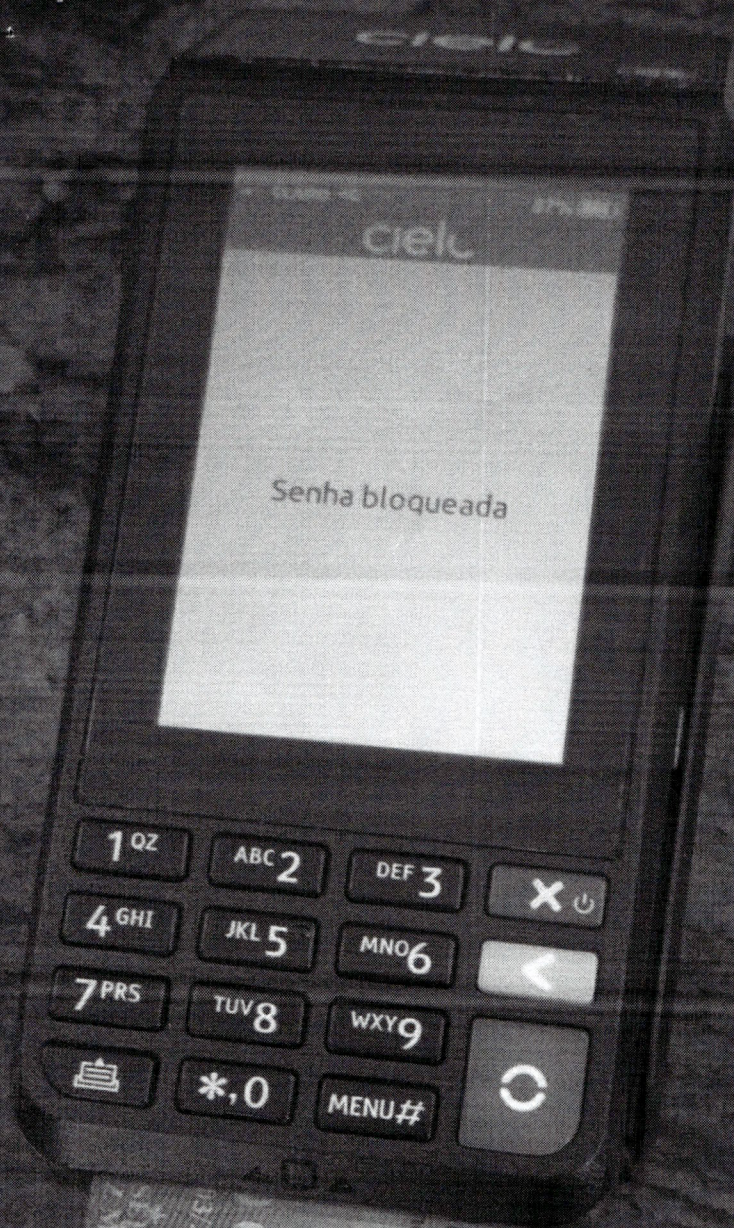 cielo
cielo
Senha bloqueada
1 QZ
ABC 2
DEF 3
4 GHI
JKL 5
MNO 6
7 PRS
TUV 8
WXY 9
*,0
MENU#